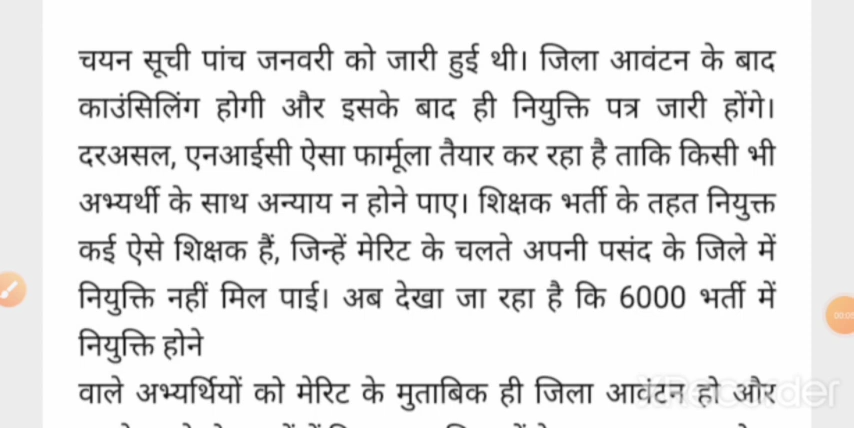 चयन सूची पांच जनवरी को जारी हुई थी। जिला आवंटन के बाद
काउंसिलिंग होगी और इसके बाद ही नियुक्ति पत्र जारी होंगे।
दरअसल, एनआईसी ऐसा फार्मूला तैयार कर रहा है ताकि किसी भी
अभ्यर्थी के साथ अन्याय न होने पाए। शिक्षक भर्ती के तहत नियुक्त
कई ऐसे शिक्षक हैं, जिन्हें मेरिट के चलते अपनी पसंद के जिले में
नियुक्ति नहीं मिल पाई। अब देखा जा रहा है कि 6000 भर्ती में
नियुक्ति होने
वाले अभ्यर्थियों को मेरिट के मुताबिक ही जिला आवंटन हो और
XRecorder